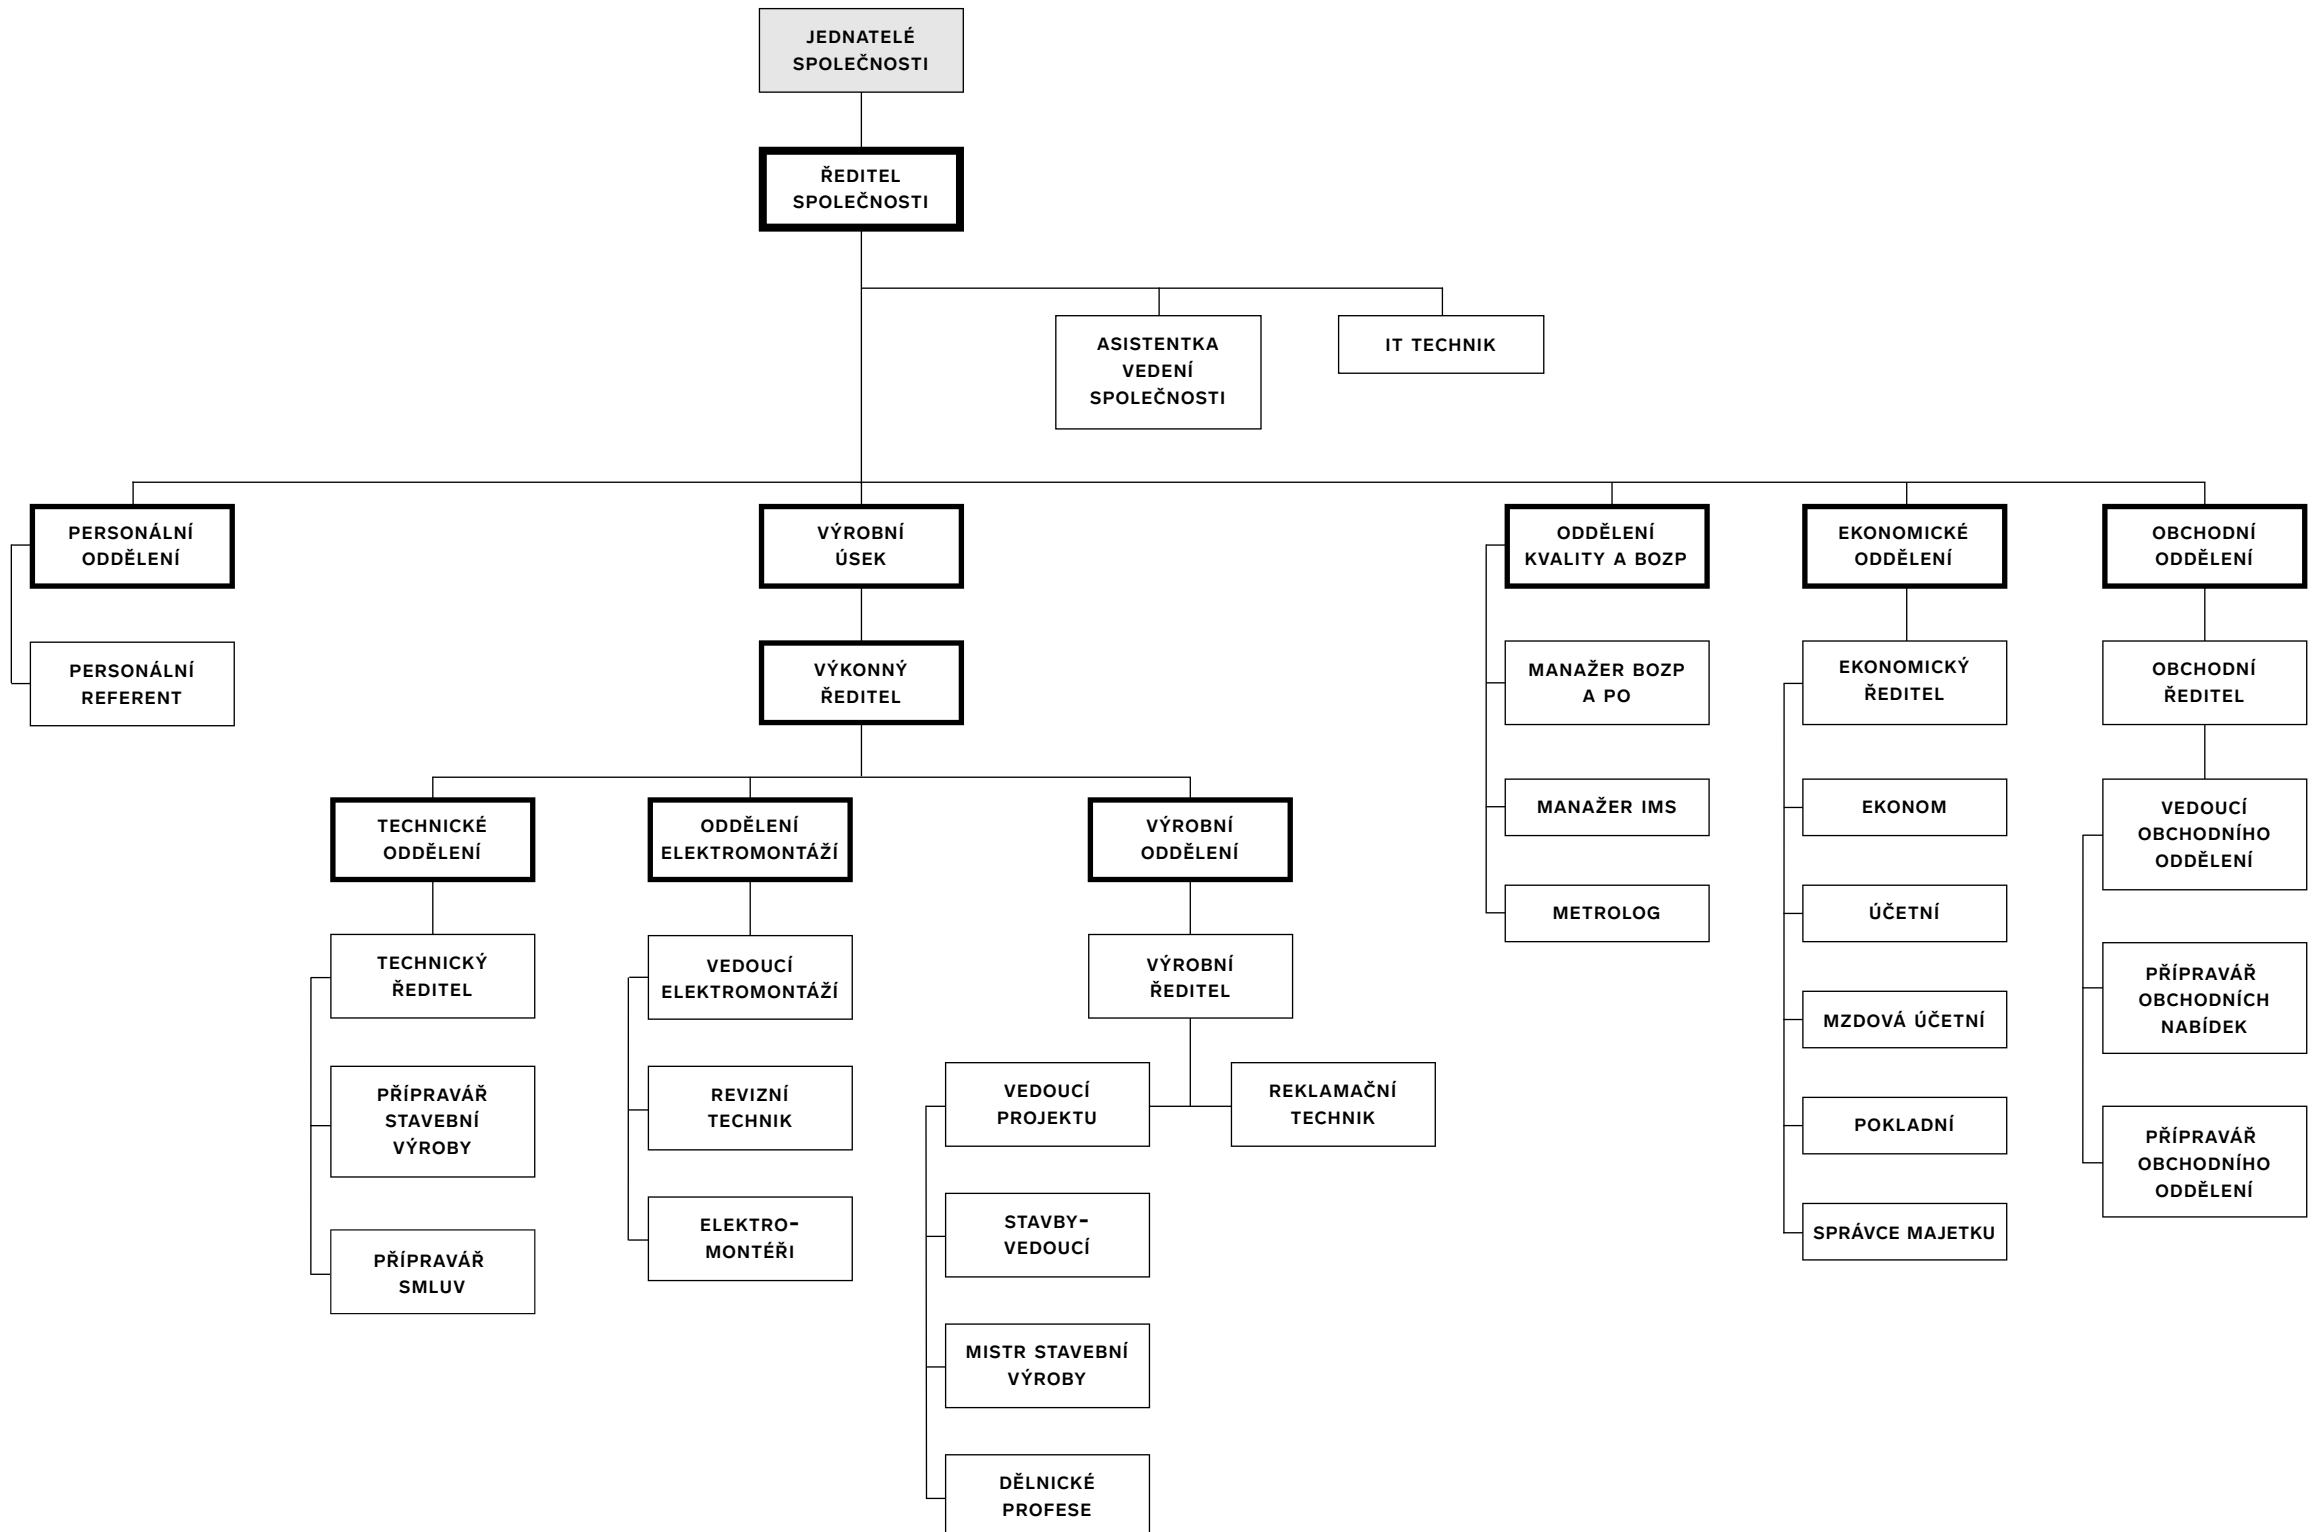 JEDNATELÉ
SPOLEČNOSTI
ŘEDITEL
SPOLEČNOSTI
ASISTENTKA
VEDENÍ
SPOLEČNOSTI
IT TECHNIK
PERSONÁLNÍ
ODDĚLENÍ
VÝROBNÍ
ÚSEK
ODDĚLENÍ
KVALITY A BOZP
EKONOMICKÉ
ODDĚLENÍ
OBCHODNÍ
ODDĚLENÍ
PERSONÁLNÍ
REFERENT
VÝKONNÝ
ŘEDITEL
MANAŽER BOZP
A PO
EKONOMICKÝ
ŘEDITEL
OBCHODNÍ
ŘEDITEL
TECHNICKÉ
ODDĚLENÍ
ODDĚLENÍ
ELEKTROMONTÁŽÍ
VÝROBNÍ
ODDĚLENÍ
MANAŽER IMS
EKONOM
VEDOUCÍ
OBCHODNÍHO
ODDĚLENÍ
METROLOG
ÚČETNÍ
TECHNICKÝ
ŘEDITEL
VEDOUCÍ
ELEKTROMONTÁŽÍ
VÝROBNÍ
ŘEDITEL
MZDOVÁ ÚČETNÍ
PŘÍPRAVÁŘ
OBCHODNÍCH
NABÍDEK
PŘÍPRAVÁŘ
STAVEBNÍ
VÝROBY
REVIZNÍ
TECHNIK
VEDOUCÍ
PROJEKTU
REKLAMAČNÍ
TECHNIK
POKLADNÍ
PŘÍPRAVÁŘ
OBCHODNÍHO
ODDĚLENÍ
PŘÍPRAVÁŘ
SMLUV
ELEKTRO-
MONTÉŘI
STAVBY-
VEDOUCÍ
SPRÁVCE MAJETKU
MISTR STAVEBNÍ
VÝROBY
DĚLNICKÉ
PROFESE